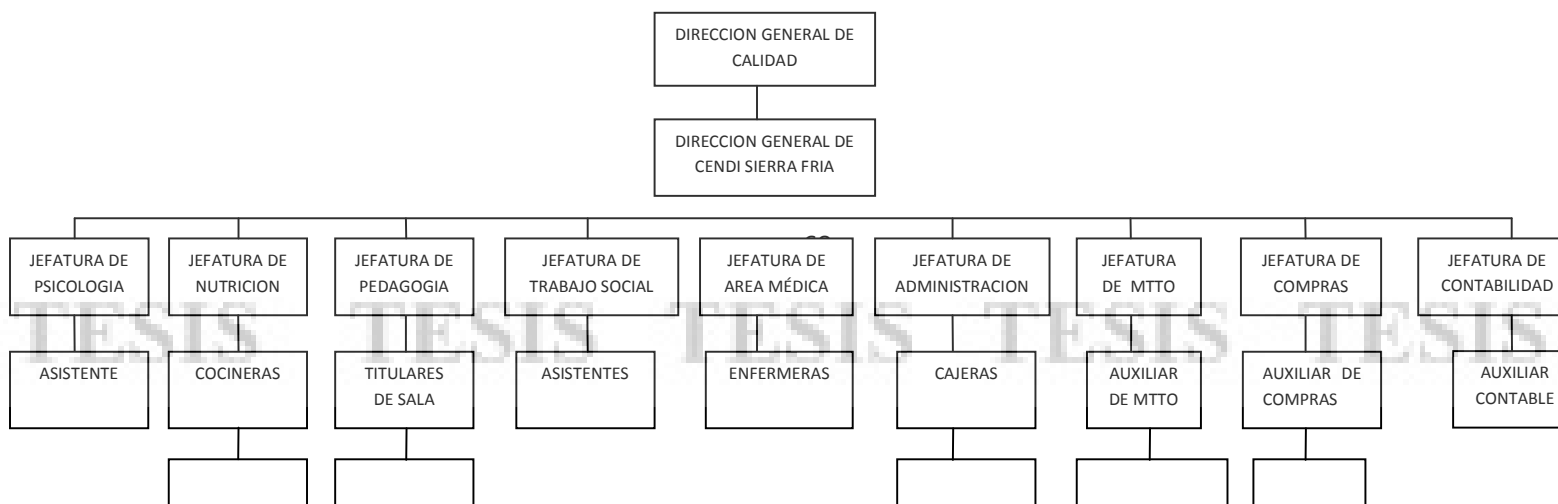 DIRECCION GENERAL DE
CALIDAD
DIRECCION GENERAL DE
CENDI SIERRA FRIA
JEFATURA DE
PSICOLOGIA
JEFATURA DE
NUTRICION
JEFATURA DE
PEDAGOGIA
JEFATURA DE
TRABAJO SOCIAL
JEFATURA DE
AREA MÉDICA
JEFATURA DE
ADMINISTRACION
JEFATURA
DE MTTO
JEFATURA DE
COMPRAS
JEFATURA DE
CONTABILIDAD
TESIS TESIS TESIS TESIS TESIS
ASISTENTE
COCINERAS
TITULARES
DE SALA
ASISTENTES
ENFERMERAS
CAJERAS
AUXILIAR
DE MTTO
AUXILIAR DE
COMPRAS
AUXILIAR
CONTABLE